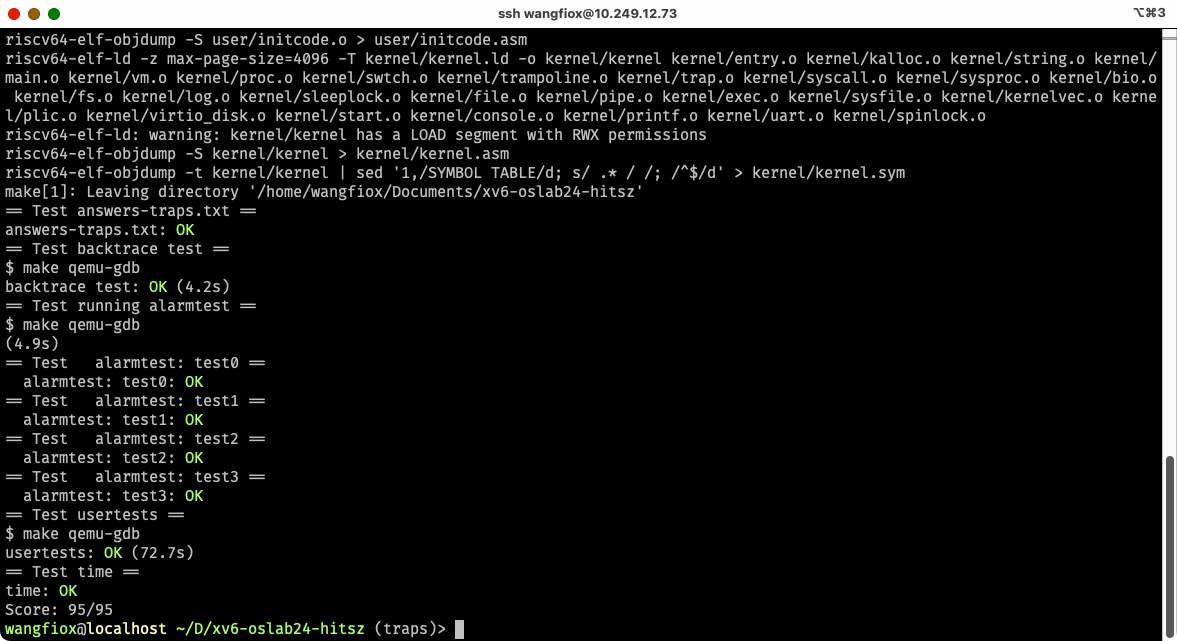 ssh wangfiox@10.249.12.73
⌥⌘3
riscv64-elf-objdump -S user/initcode.o > user/initcode.asm
riscv64-elf-ld -z max-page-size=4096 -T kernel/kernel.ld -o kernel/kernel kernel/entry.o kernel/kalloc.o kernel/string.o kernel/
main.o kernel/vm.o kernel/proc.o kernel/swtch.o kernel/trampoline.o kernel/trap.o kernel/syscall.o kernel/sysproc.o kernel/bio.o
 kernel/fs.o kernel/log.o kernel/sleeplock.o kernel/file.o kernel/pipe.o kernel/exec.o kernel/sysfile.o kernel/kernelvec.o kerne
l/plic.o kernel/virtio_disk.o kernel/start.o kernel/console.o kernel/printf.o kernel/uart.o kernel/spinlock.o
riscv64-elf-ld: warning: kernel/kernel has a LOAD segment with RWX permissions
riscv64-elf-objdump -S kernel/kernel > kernel/kernel.asm
riscv64-elf-objdump -t kernel/kernel | sed '1,/SYMBOL TABLE/d; s/ .* / /; /^$/d' > kernel/kernel.sym
make[1]: Leaving directory '/home/wangfiox/Documents/xv6-oslab24-hitsz'
== Test answers-traps.txt ==
answers-traps.txt: OK
== Test backtrace test ==
$ make qemu-gdb
backtrace test: OK (4.2s)
== Test running alarmtest ==
$ make qemu-gdb
(4.9s)
== Test   alarmtest: test0 ==
  alarmtest: test0: OK
== Test   alarmtest: test1 ==
  alarmtest: test1: OK
== Test   alarmtest: test2 ==
  alarmtest: test2: OK
== Test   alarmtest: test3 ==
  alarmtest: test3: OK
== Test usertests ==
$ make qemu-gdb
usertests: OK (72.7s)
== Test time ==
time: OK
Score: 95/95
wangfiox@localhost ~/D/xv6-oslab24-hitsz (traps)>